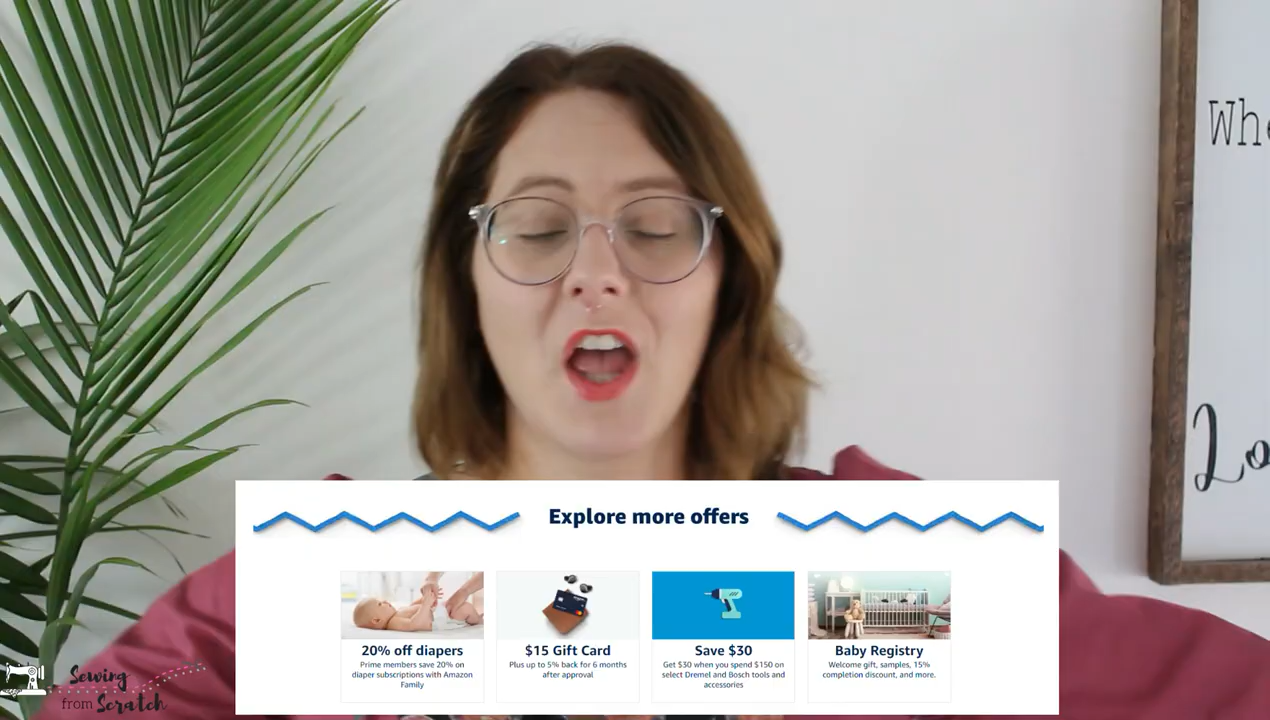 Whe
Lo
Explore more offers
20% off diapers
Prime members save 20% on
diaper subscriptions with Amazon
Family
$15 Gift Card
Plus up to 5% back for 6 months
after approval
Save $30
Get $30 when you spend $150 on
select Dremel and Bosch tools and
accessories
Baby Registry
Welcome gift, samples, 15%
completion discount, and more.
Sewing
from Scratch